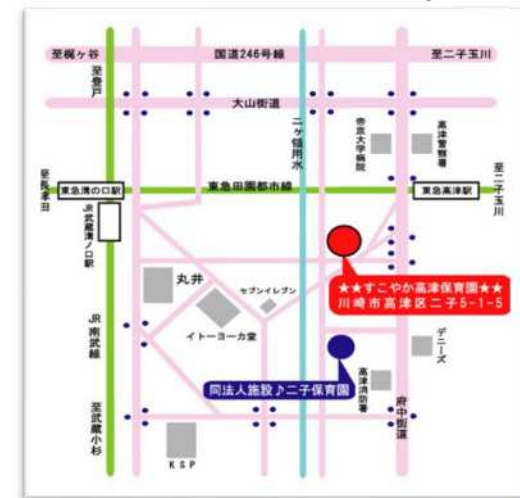 至梶ヶ谷
国道246号線
至二子玉川
至登戸
大山街道
二ヶ領用水
帝京大学病院
高津警察署
至二子玉川
至長津田
東急溝の口駅
東急田園都市線
東急高津駅
JR武蔵溝ノ口駅
★★すこやか高津保育園★★
川崎市高津区二子5-1-5
丸井
セブンイレブン
イトーヨーカ堂
JR南武線
デニーズ
同法人施設♪二子保育園
高津消防署
至武蔵小杉
府中街道
KSP